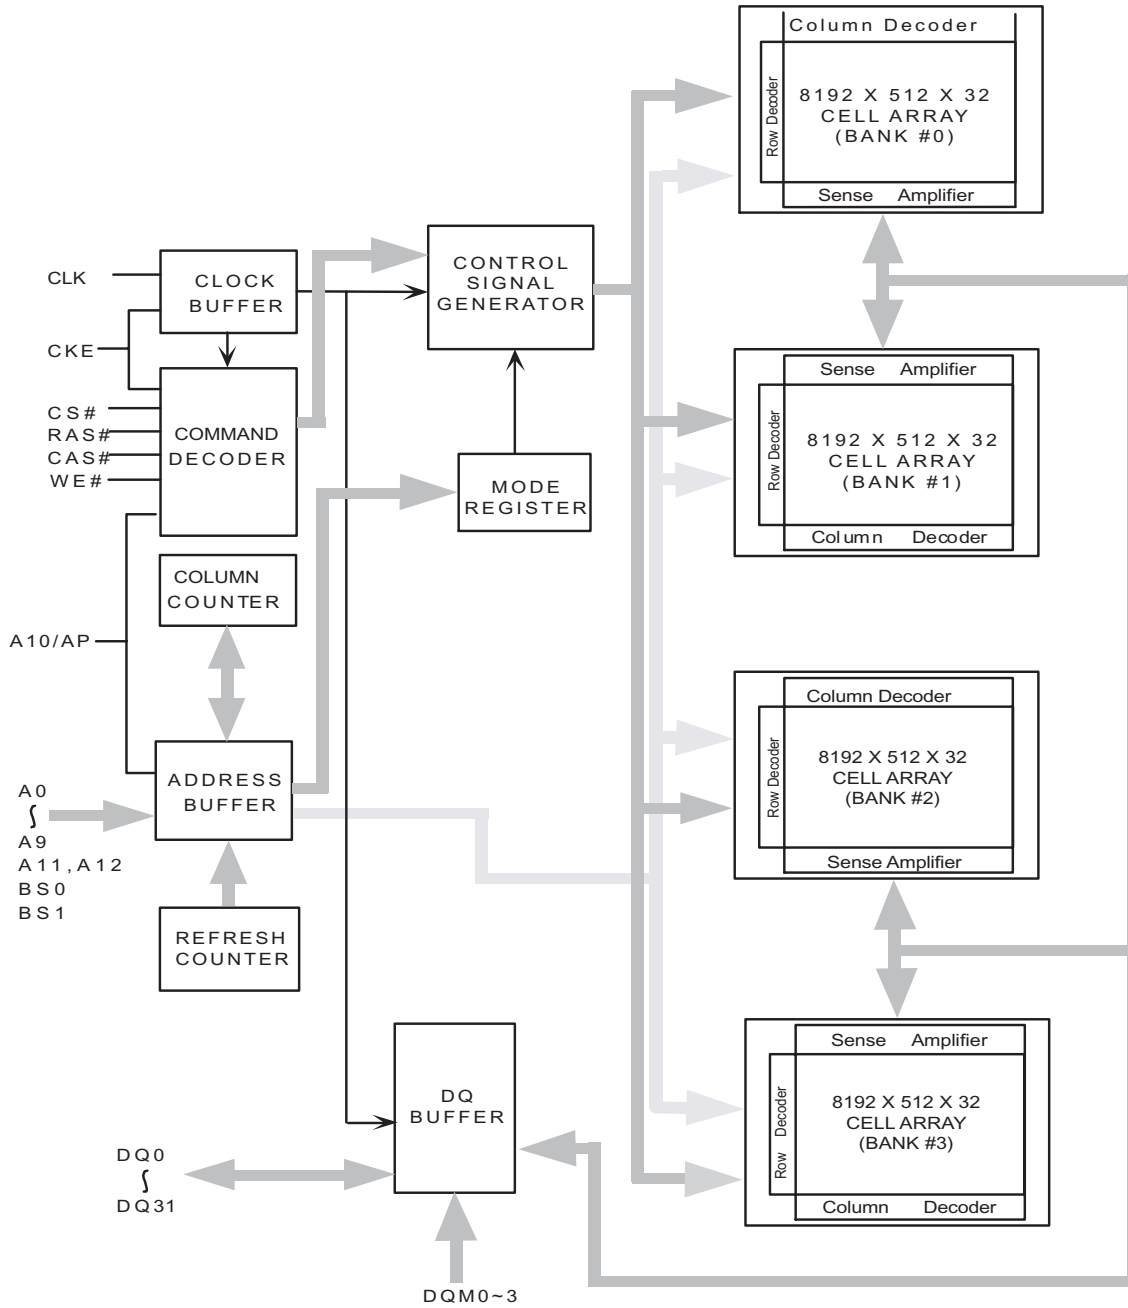 Column Decoder
Row Decoder
8192 X 512 X 32
CELL ARRAY
(BANK #0)
Sense Amplifier
CLK
CLOCK
BUFFER
CONTROL
SIGNAL
GENERATOR
CKE
CS#
RAS#
CAS#
WE#
COMMAND
DECODER
Sense Amplifier
Row Decoder
8192 X 512 X 32
CELL ARRAY
(BANK #1)
Column Decoder
MODE
REGISTER
COLUMN
COUNTER
A10/AP
ADDRESS
BUFFER
A0
A9
A11, A12
BS0
BS1
REFRESH
COUNTER
Column Decoder
Row Decoder
8192 X 512 X 32
CELL ARRAY
(BANK #2)
Sense Amplifier
DQ
BUFFER
DQ0
DQ31
DQM0~3
Sense Amplifier
Row Decoder
8192 X 512 X 32
CELL ARRAY
(BANK #3)
Column Decoder